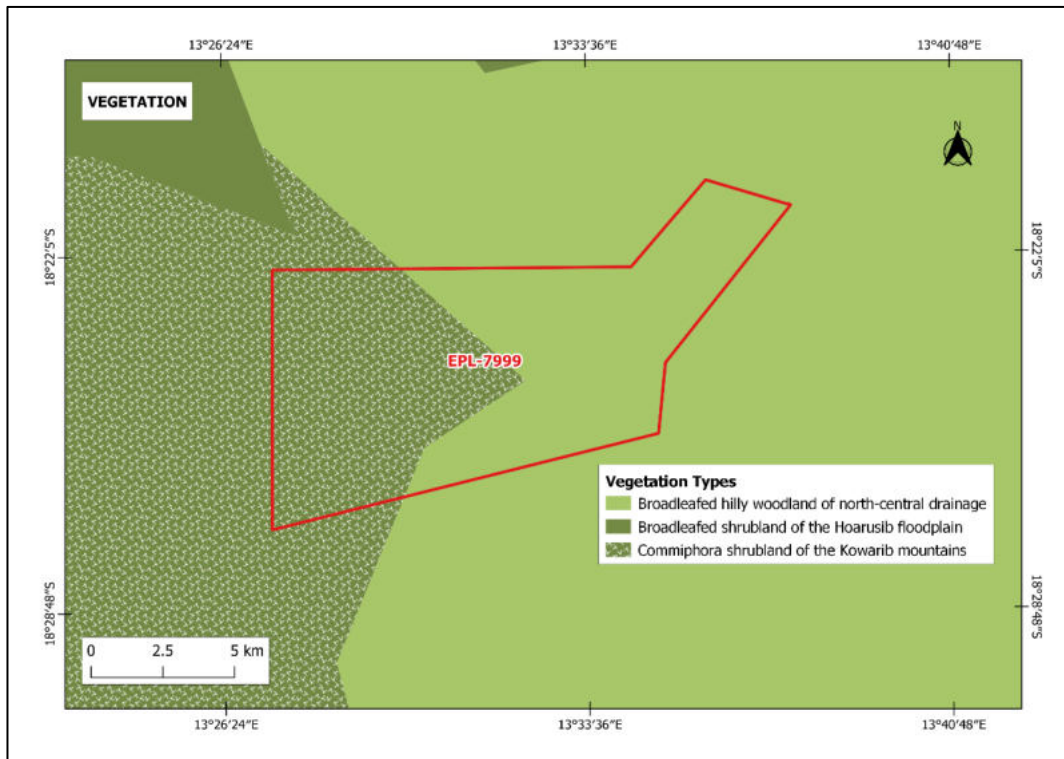 13°26′24″E
13°33′36″E
13°40′48″E
VEGETATION
N
18°22′5″S
18°22′5″S
EPL-7999
Vegetation Types
Broadleafed hilly woodland of north-central drainage
Broadleafed shrubland of the Hoarusib floodplain
Commiphora shrubland of the Kowarib mountains
18°28′48″S
18°28′48″S
0 2.5 5 km
13°26′24″E
13°33′36″E
13°40′48″E